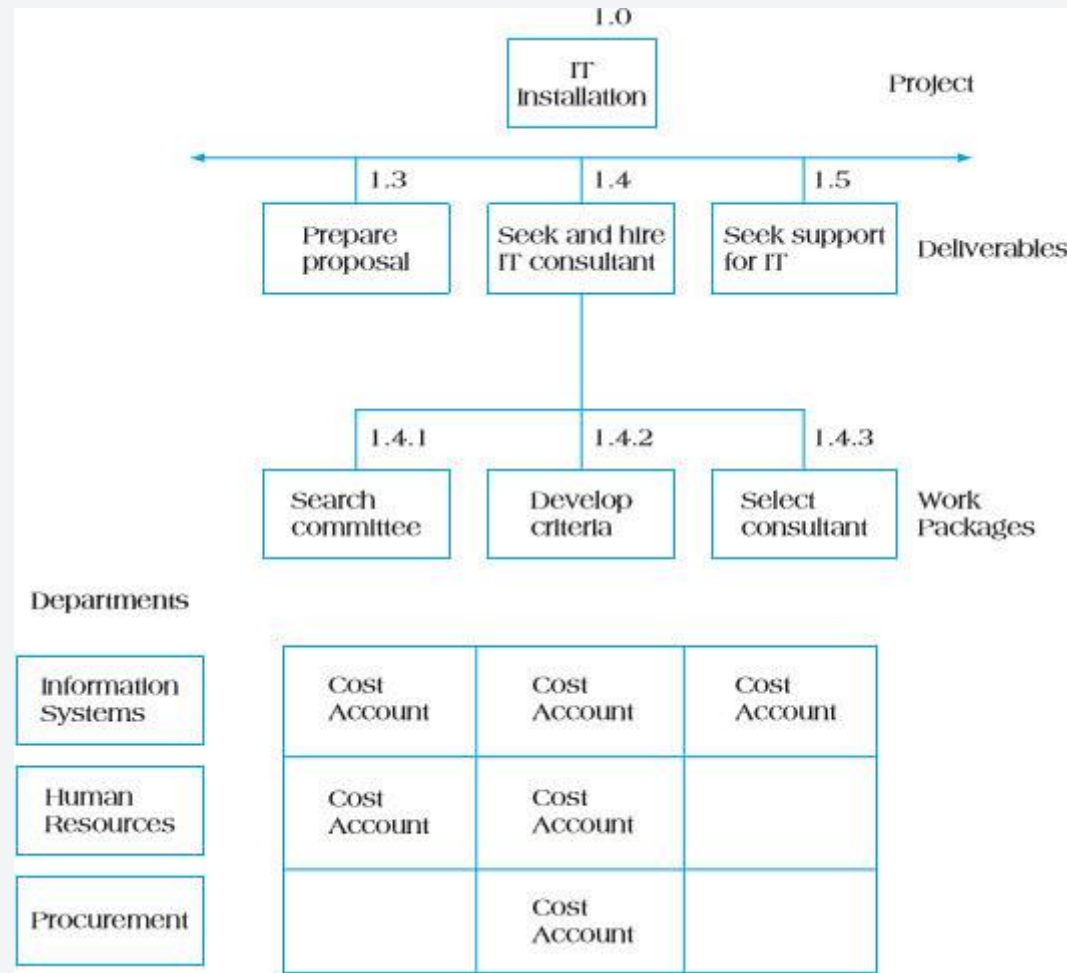 1.0
IT
Installation
Project
1.3
1.4
1.5
Prepare
proposal
Seek and hire
IT consultant
Seek support
for IT
Deliverables
1.4.1
1.4.2
1.4.3
Search
committee
Develop
criteria
Select
consultant
Work
Packages
Departments
Information
Systems
Cost
Account
Cost
Account
Cost
Account
Human
Resources
Cost
Account
Cost
Account
Procurement
Cost
Account